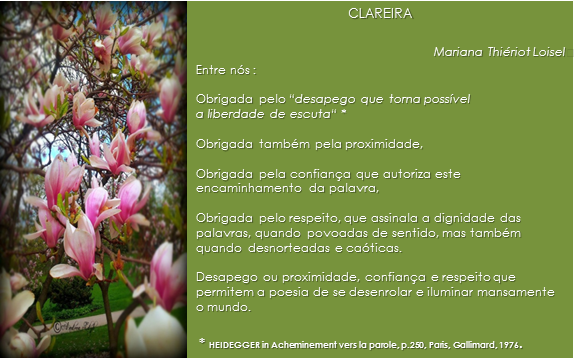 CLAREIRA
Mariana Thiériot Loisel
Entre nós :
Obrigada pelo "desapego que torna possível
a liberdade de escuta" *
Obrigada também pela proximidade,
Obrigada pela confiança que autoriza este
encaminhamento da palavra,
Obrigada pelo respeito, que assinala a dignidade das
palavras, quando povoadas de sentido, mas também
quando desnorteadas e caóticas.
Desapego ou proximidade, confiança e respeito que
permitem a poesia de se desenrolar e iluminar mansamente
o mundo.
* HEIDEGGER in Acheminement vers la parole, p.250, Paris, Gallimard, 1976.